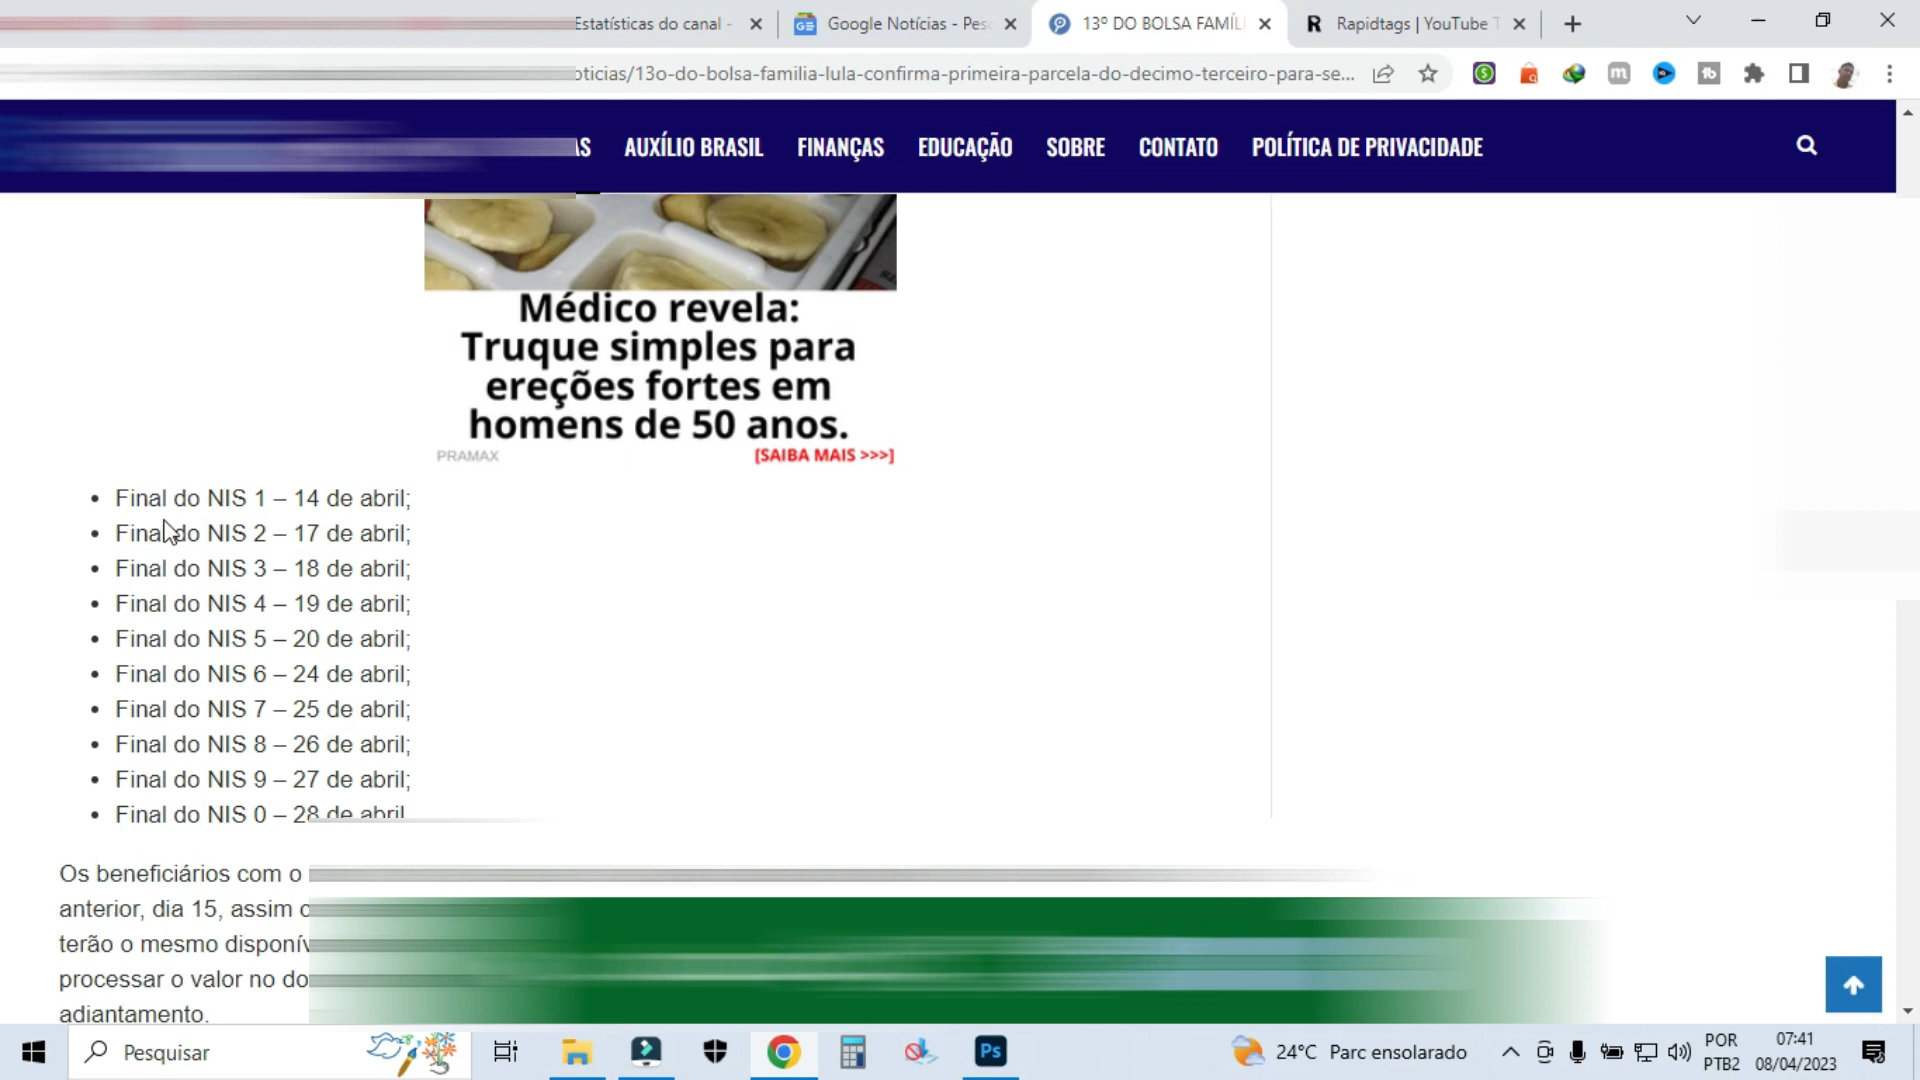 Estatísticas do canal -
Google Notícias - Pes
13º DO BOLSA FAMÍL
Rapidtags | YouTube T
oticias/13o-do-bolsa-familia-lula-confirma-primeira-parcela-do-decimo-terceiro-para-se...
AS AUXÍLIO BRASIL FINANÇAS EDUCAÇÃO SOBRE CONTATO POLÍTICA DE PRIVACIDADE
Médico revela:
Truque simples para
ereções fortes em
homens de 50 anos.
PRAMAX [SAIBA MAIS >>>]
• Final do NIS 1 – 14 de abril;
• Final do NIS 2 – 17 de abril;
• Final do NIS 3 – 18 de abril;
• Final do NIS 4 – 19 de abril;
• Final do NIS 5 – 20 de abril;
• Final do NIS 6 – 24 de abril;
• Final do NIS 7 – 25 de abril;
• Final do NIS 8 – 26 de abril;
• Final do NIS 9 – 27 de abril;
• Final do NIS 0 – 28 de abril
Os beneficiários com o
anterior, dia 15, assim
terão o mesmo disponív
processar o valor no do
adiantamento.
Pesquisar
Ps
24°C Parc ensolarado
POR
PTB2
07:41
08/04/2023